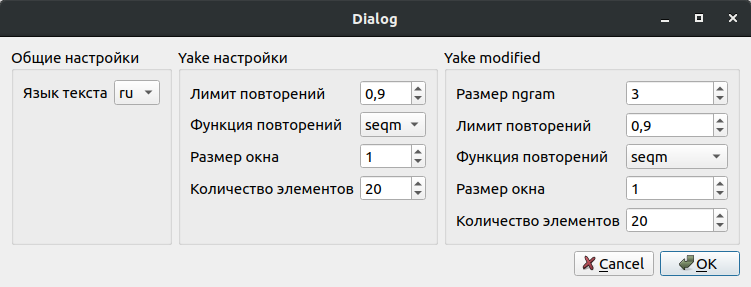 Dialog
Общие настройки
Язык текста ru
Yake настройки
Лимит повторений 0,9
Функция повторений seqm
Размер окна 1
Количество элементов 20
Yake modified
Размер ngram 3
Лимит повторений 0,9
Функция повторений seqm
Размер окна 1
Количество элементов 20
Cancel OK